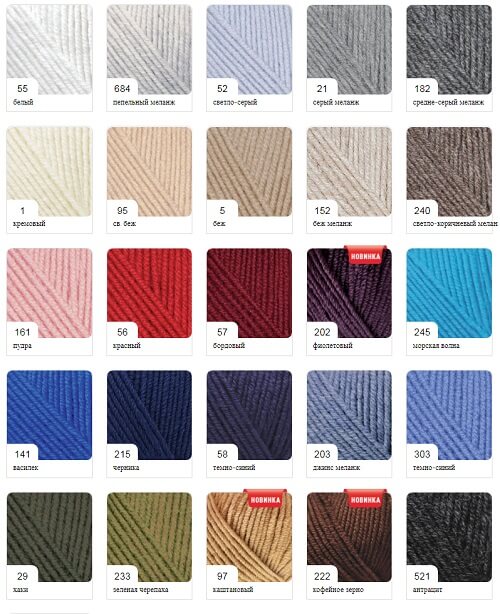 55
белый
684
пепельный меланж
52
светло-серый
21
серый меланж
182
средне-серый меланж
1
кремовый
95
св. беж
5
беж
152
беж меланж
240
светло-коричневый мелан
161
пудра
56
красный
57
бордовый
НОВИНКА
202
фиолетовый
245
морская волна
141
василек
215
черника
58
темно-синий
203
джинс меланж
303
темно-синий
29
хаки
233
зеленая черепаха
НОВИНКА
97
каштановый
НОВИНКА
222
кофейное зерно
521
антрацит